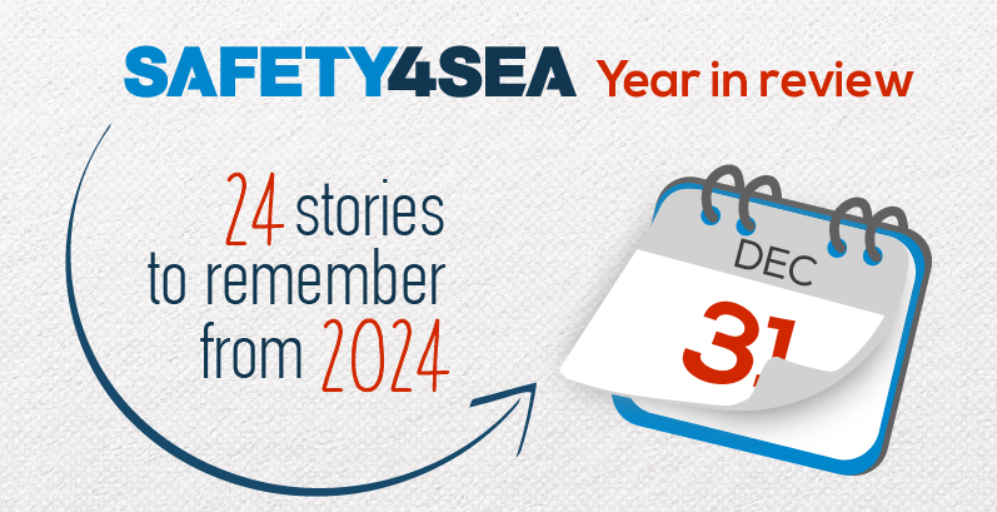 SAFETY4SEA Year in review
24 stories
to remember
from 2024
DEC
31